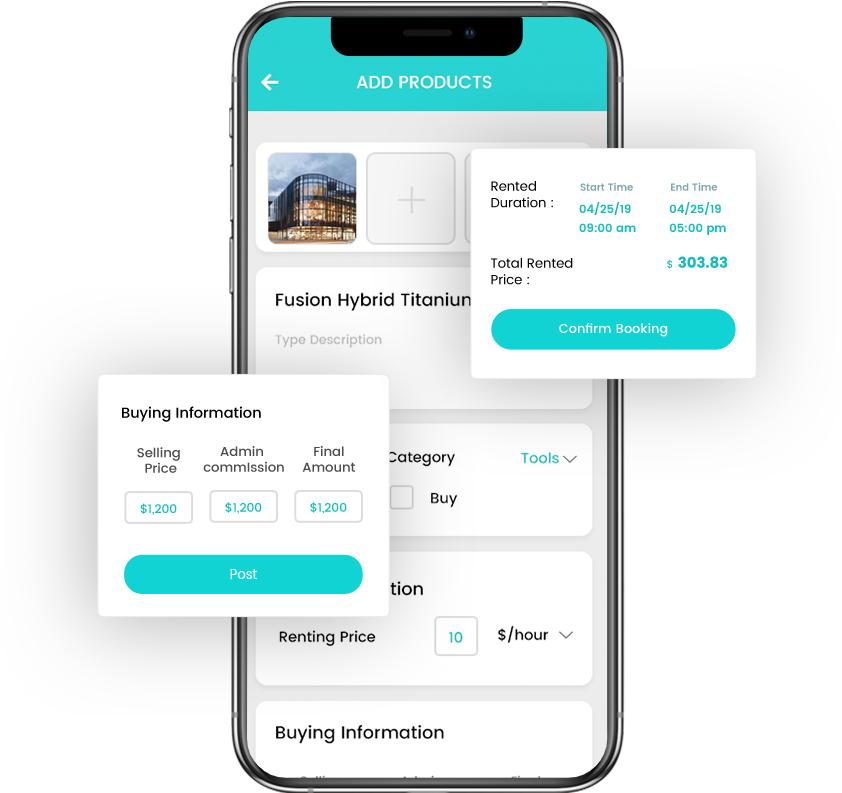 ADD PRODUCTS
Rented
Duration :
Start Time
End Time
04/25/19
09:00 am
04/25/19
05:00 pm
Total Rented
Price :
$ 303.83
Confirm Booking
Fusion Hybrid
Type Description
Buying Information
Selling
Price
Admin
commission
Final
Amount
$1,200
$1,200
$1,200
Post
Category
Tools
Buy
tion
Renting Price
10
$/hour
Buying Information